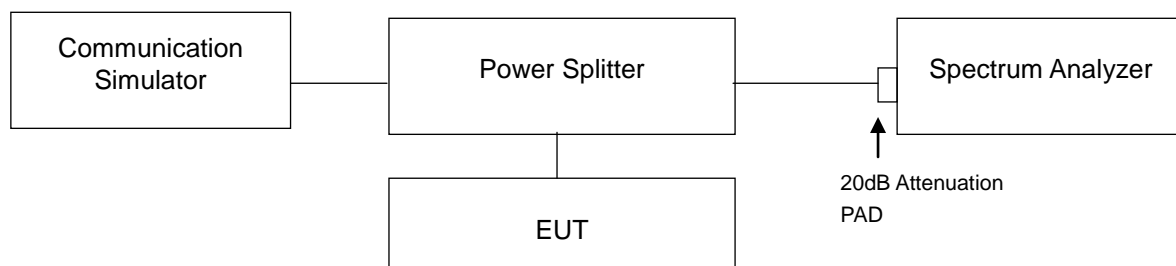 Communication
Simulator
Power Splitter
Spectrum Analyzer
20dB Attenuation
PAD
EUT